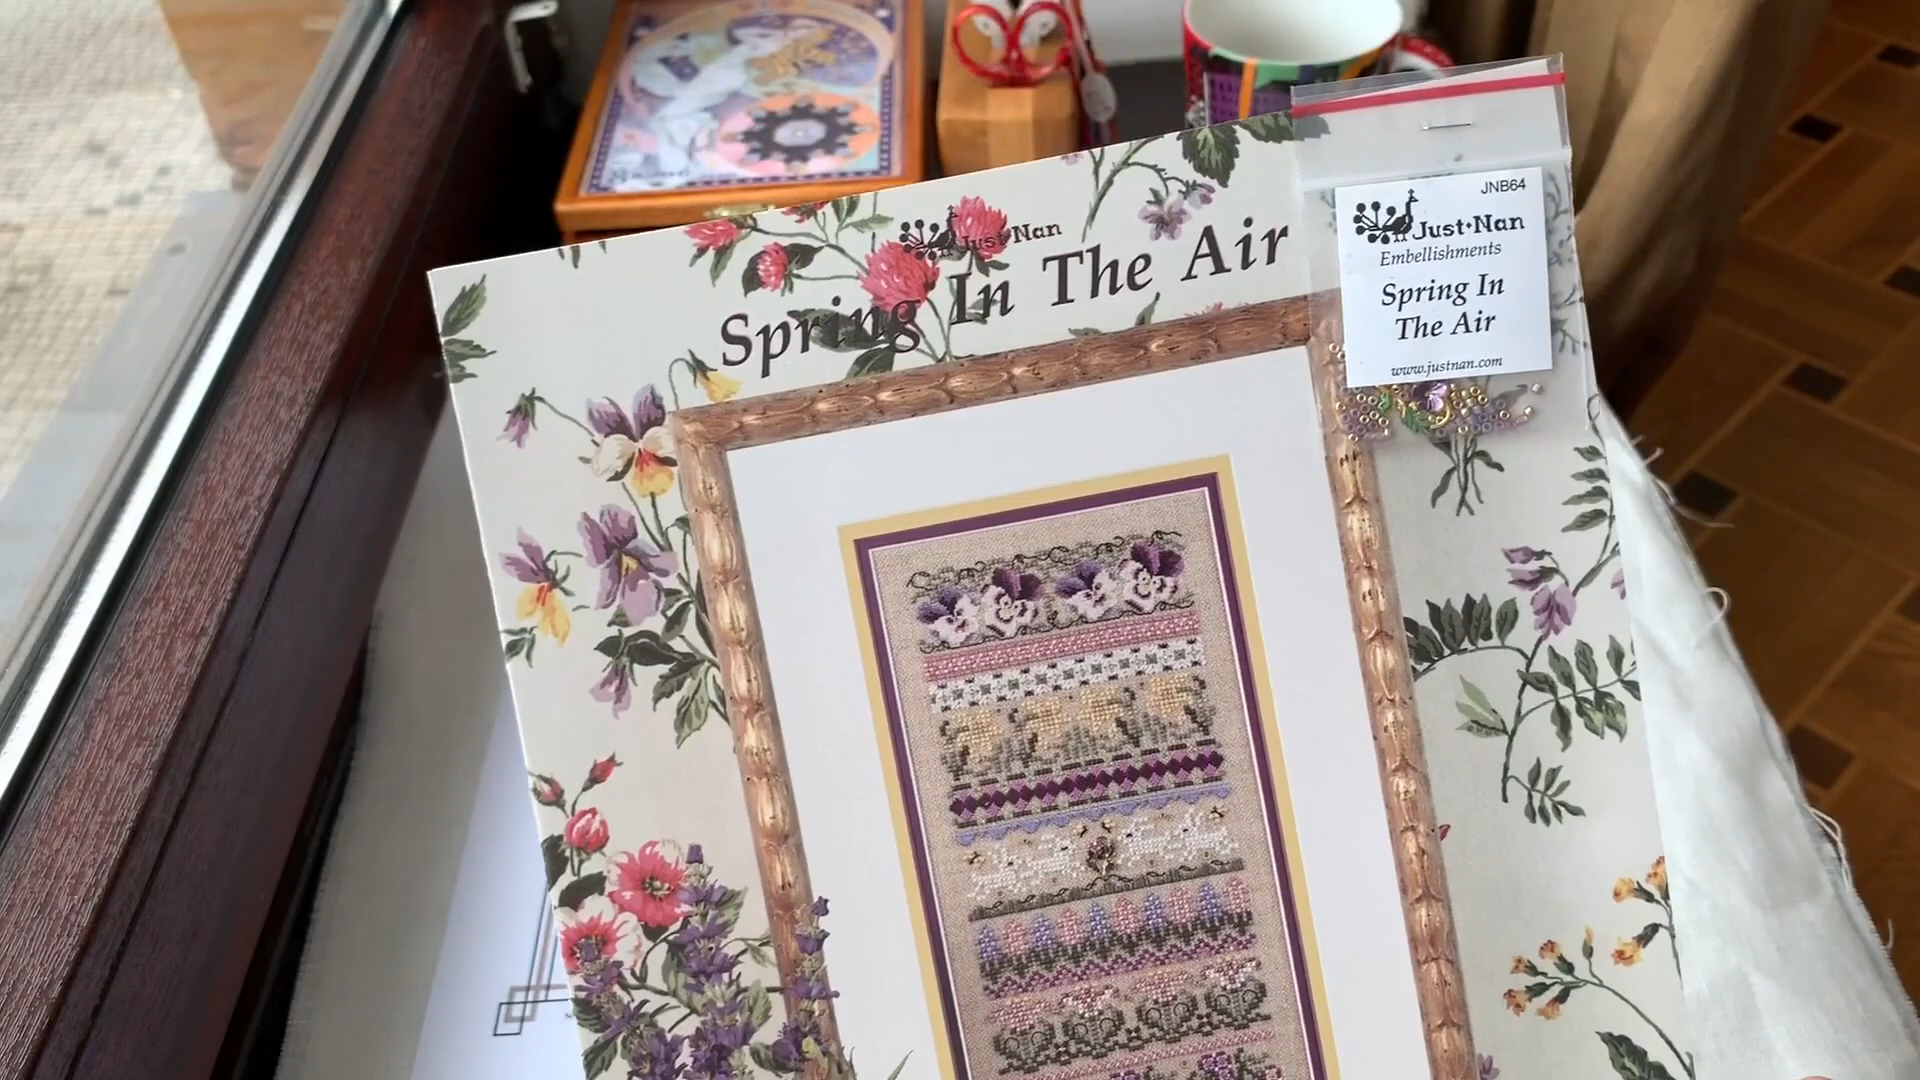 Just•Nan
Spring In The Air
JNB64
Just•Nan
Embellishments
Spring In
The Air
www.justnan.com